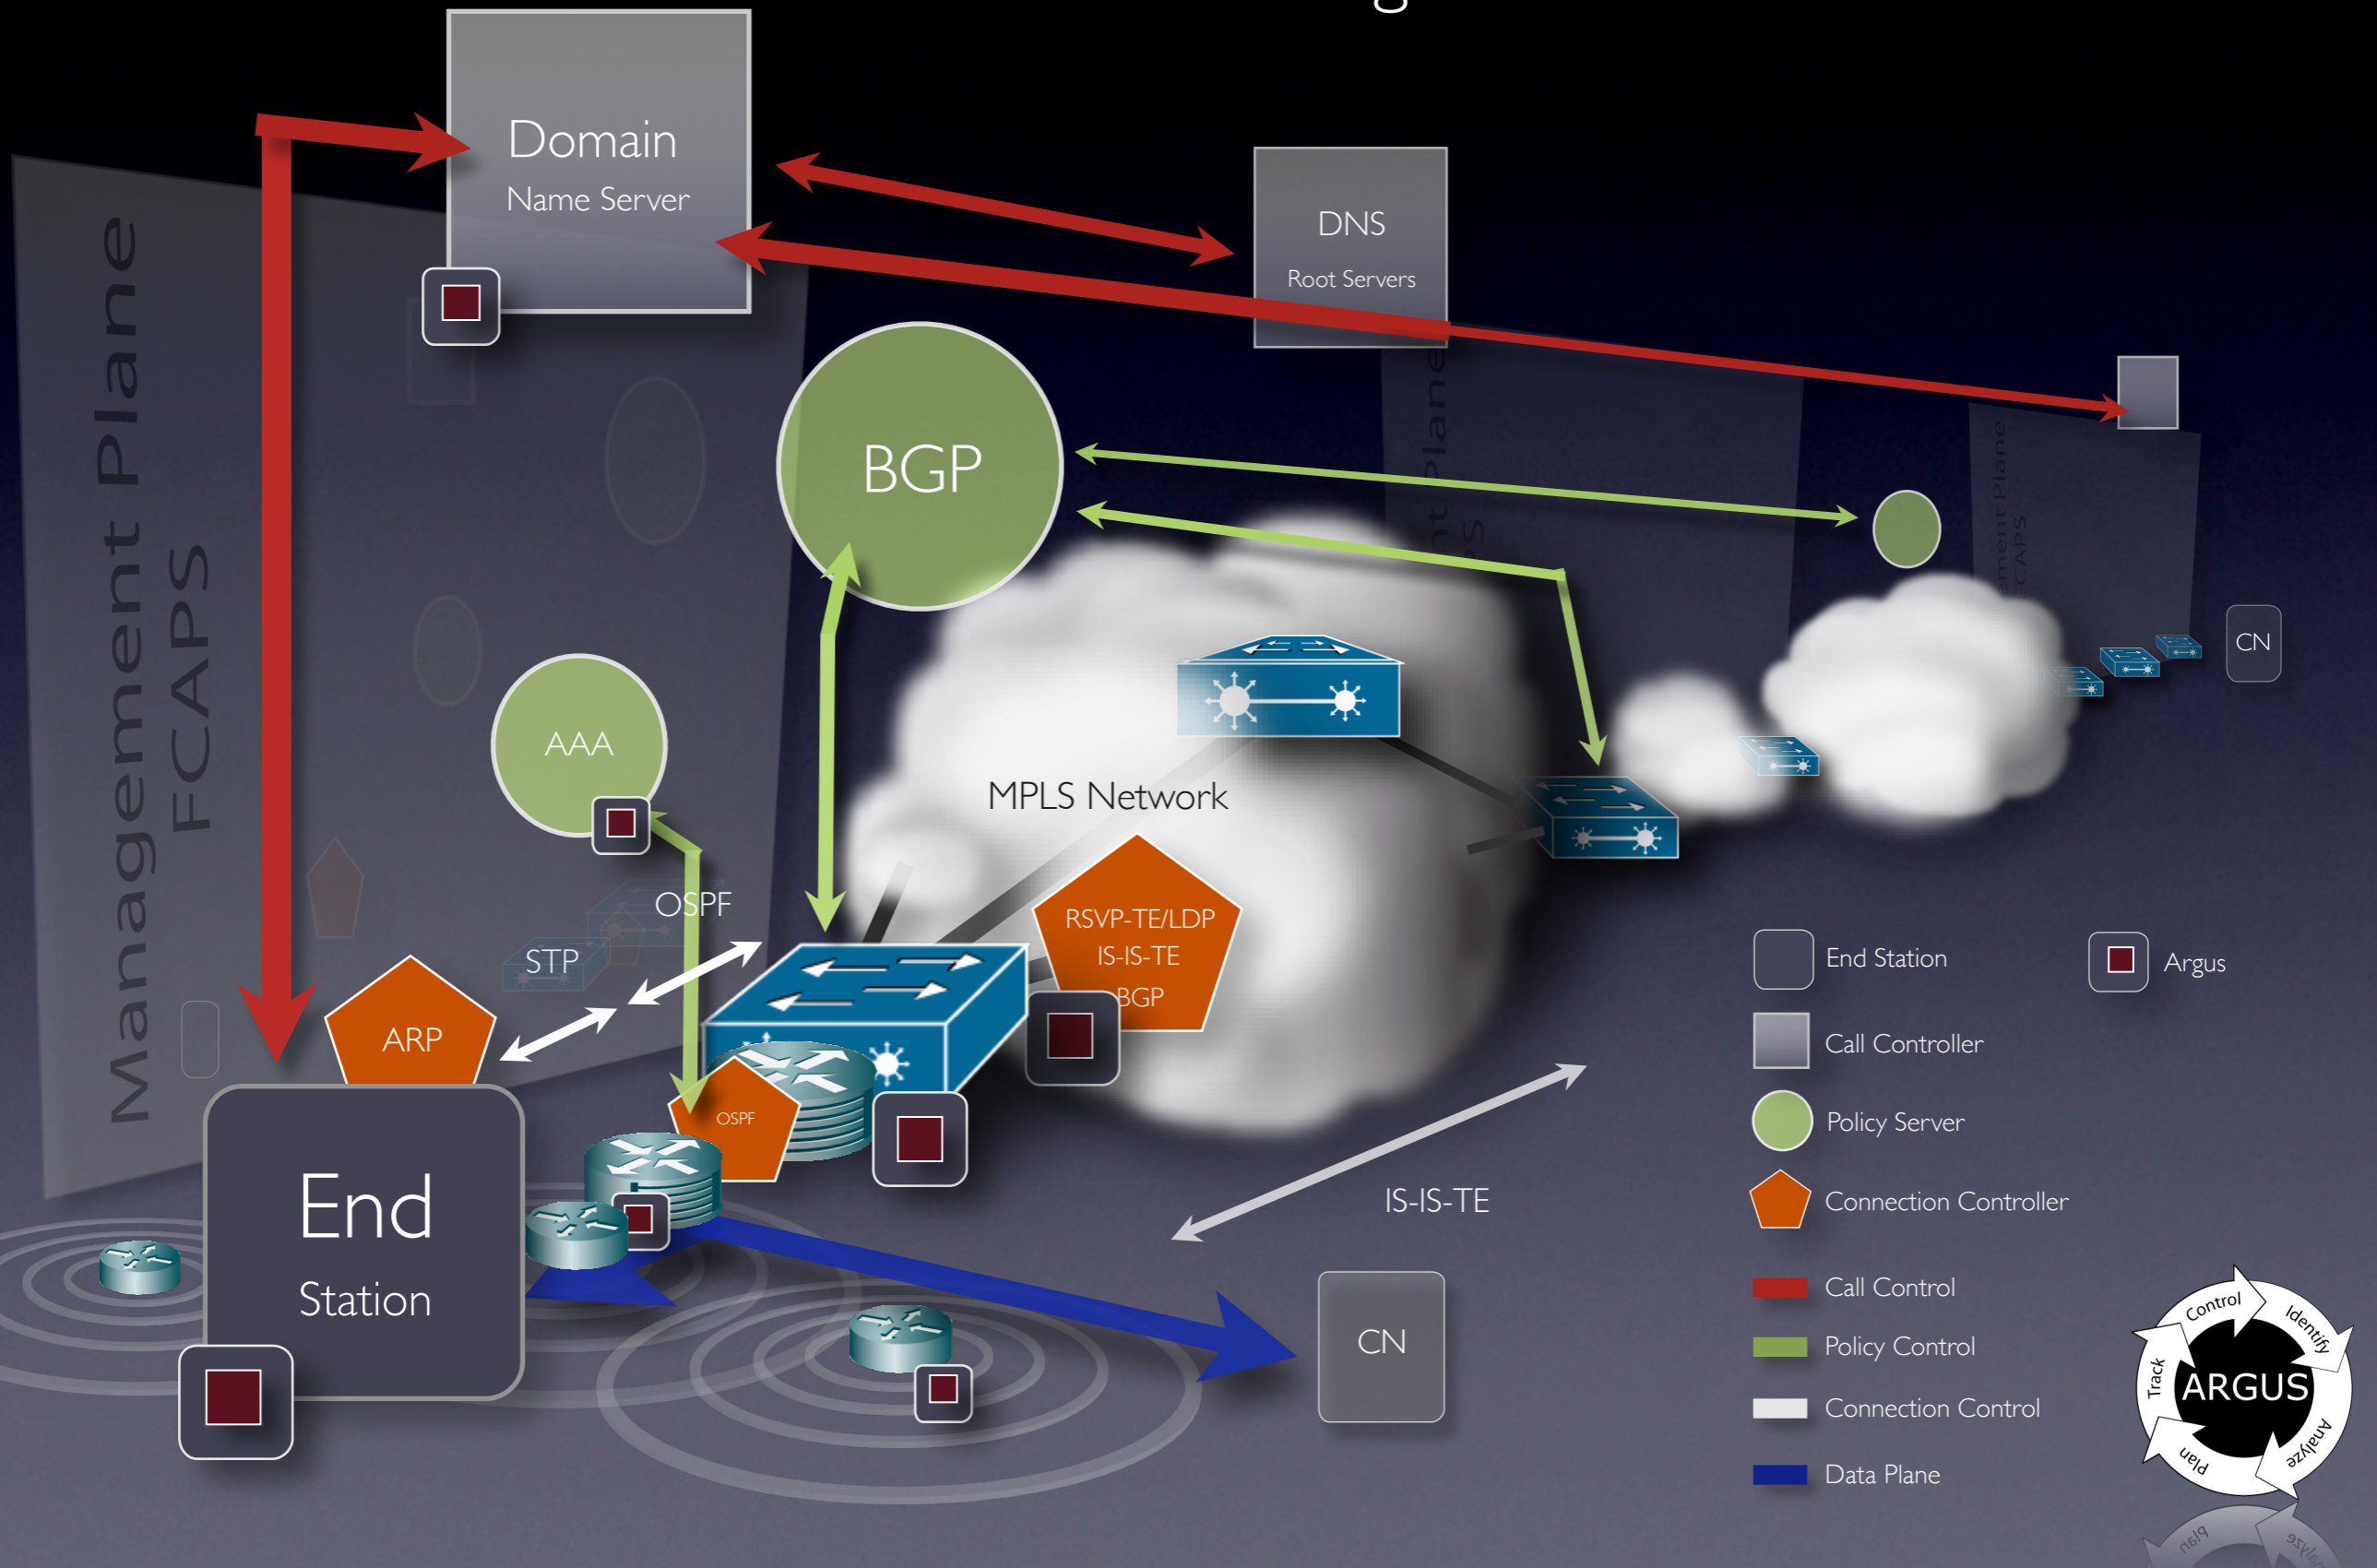 Domain
Name Server
DNS
Root Servers
Management Plane
FCAPS
BGP
AAA
MPLS Network
CN
OSPF
STP
RSVP-TE/LDP
IS-IS-TE
BGP
ARP
OSPF
End
Station
IS-IS-TE
CN
End Station
Argus
Call Controller
Policy Server
Connection Controller
Call Control
Policy Control
Connection Control
Data Plane
Control
Identify
Analyze
Plan
Track
ARGUS